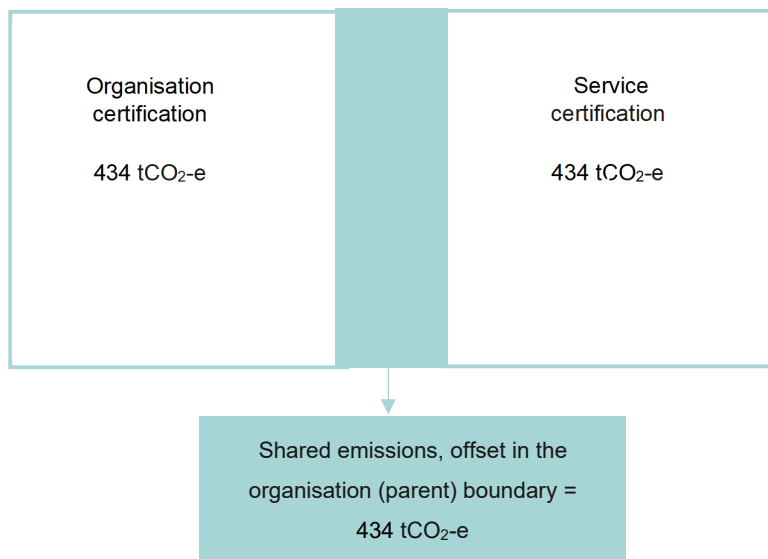 Organisation
certification
434 tCO₂-e
Service
certification
434 tCO₂-e
Shared emissions, offset in the
organisation (parent) boundary =
434 tCO₂-e